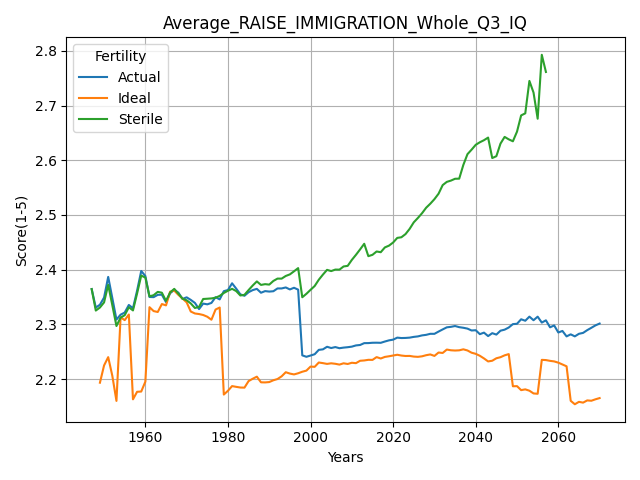 Average_RAISE_IMMIGRATION_Whole_Q3_IQ
Fertility
Actual
Ideal
Sterile
Score(1-5)
2.8
2.7
2.6
2.5
2.4
2.3
2.2
1960 1980 2000 2020 2040 2060
Years